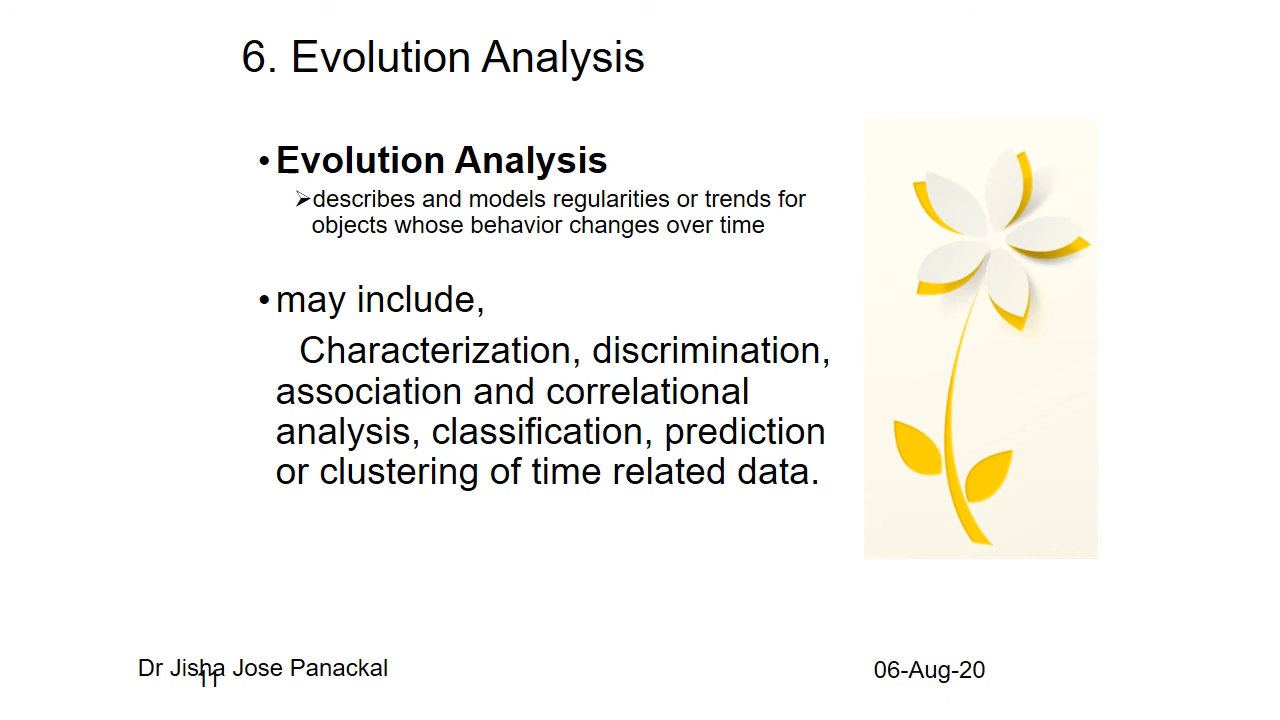 6. Evolution Analysis
•Evolution Analysis
➢describes and models regularities or trends for
objects whose behavior changes over time
•may include,
Characterization, discrimination,
association and correlational
analysis, classification, prediction
or clustering of time related data.
Dr Jisha Jose Panackal
11
06-Aug-20